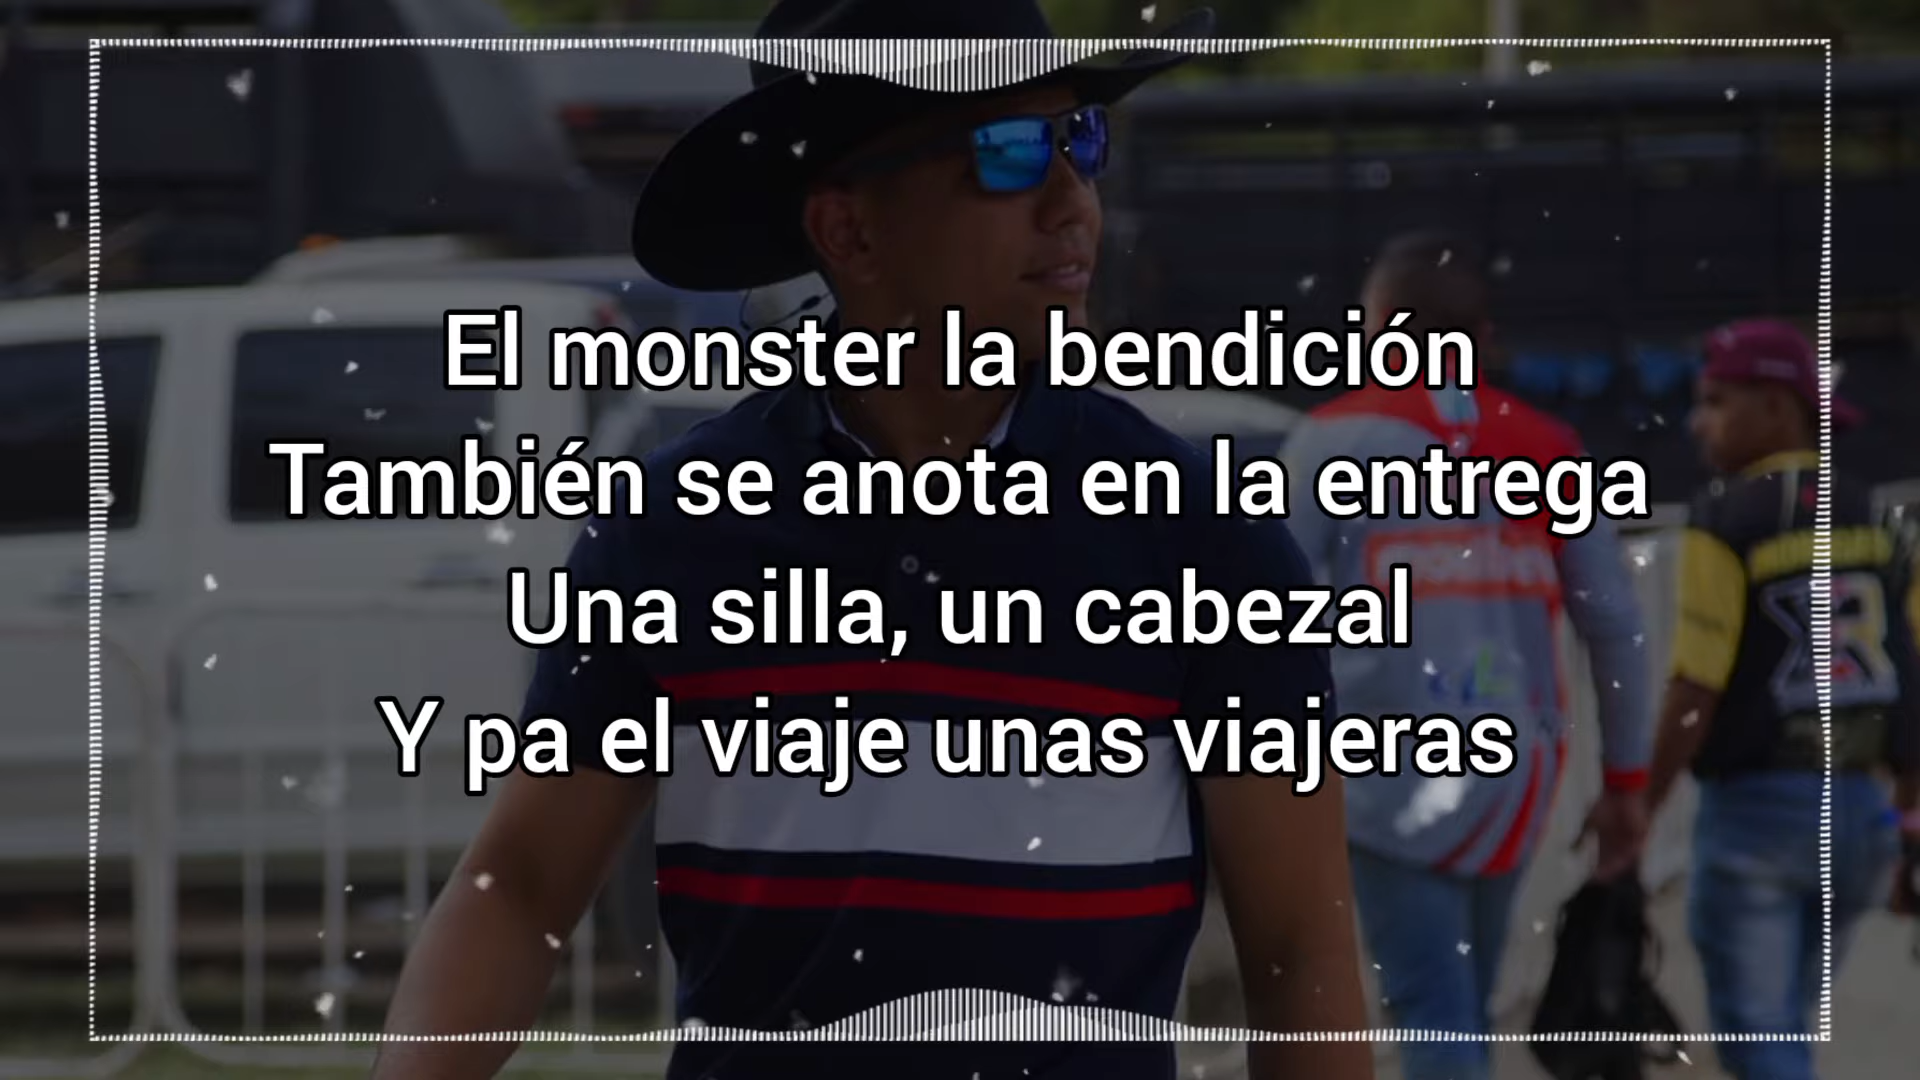 El monster la bendición
También se anota en la entrega
Una silla, un cabezal
Y pa el viaje unas viajeras